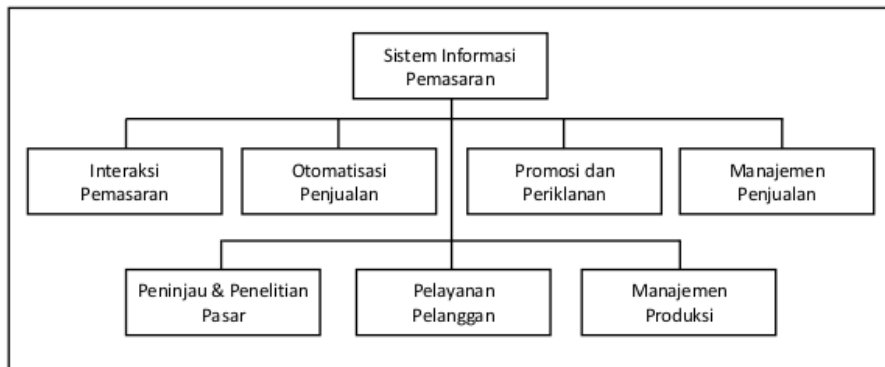 Sistem Informasi
Pemasaran
Interaksi
Pemasaran
Otomatisasi
Penjualan
Promosi dan
Periklanan
Manajemen
Penjualan
Peninjau & Penelitian
Pasar
Pelayanan
Pelanggan
Manajemen
Produksi